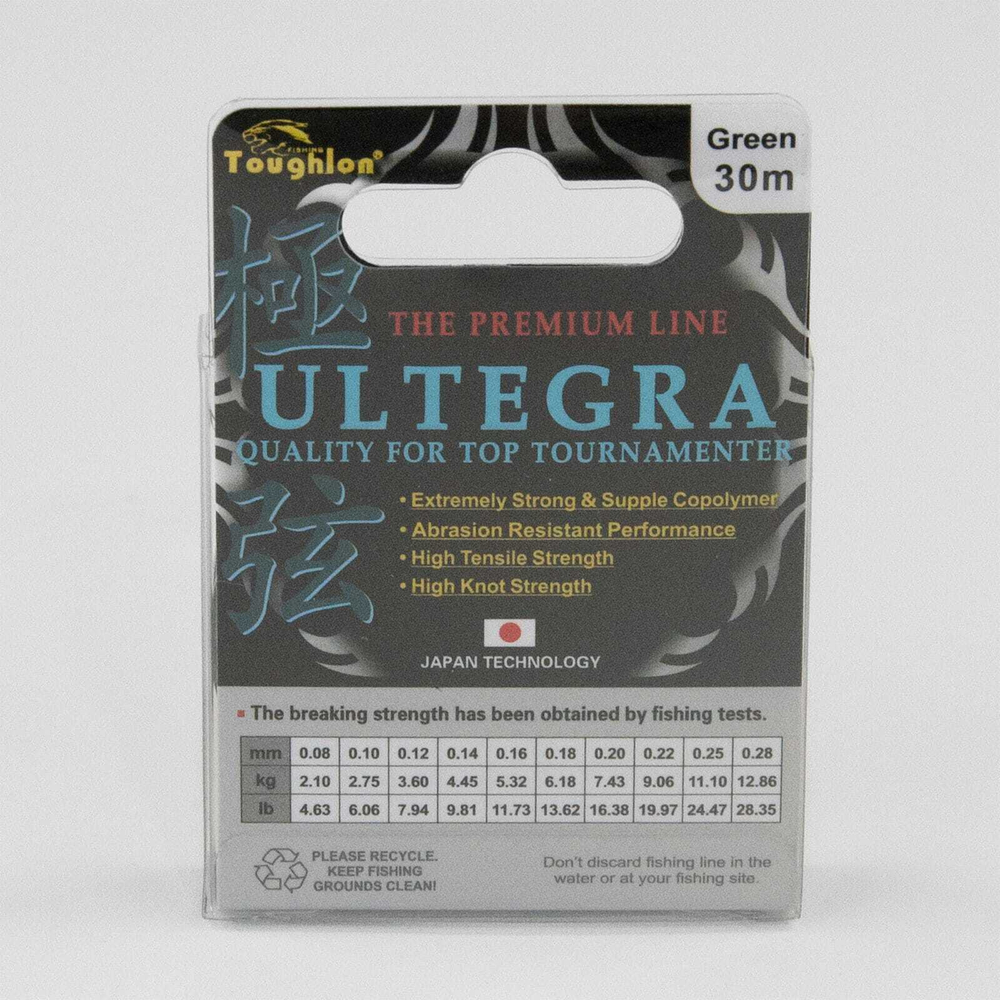 FISHING
Toughlon®
Green
30m
極
弦
THE PREMIUM LINE
ULTEGRA
QUALITY FOR TOP TOURNAMENTER
• Extremely Strong & Supple Copolymer
• Abrasion Resistant Performance
• High Tensile Strength
• High Knot Strength
JAPAN TECHNOLOGY
▪ The breaking strength has been obtained by fishing tests.
mm 0.08 0.10 0.12 0.14 0.16 0.18 0.20 0.22 0.25 0.28
kg 2.10 2.75 3.60 4.45 5.32 6.18 7.43 9.06 11.10 12.86
lb 4.63 6.06 7.94 9.81 11.73 13.62 16.38 19.97 24.47 28.35
PLEASE RECYCLE.
KEEP FISHING
GROUNDS CLEAN!
Don't discard fishing line in the
water or at your fishing site.